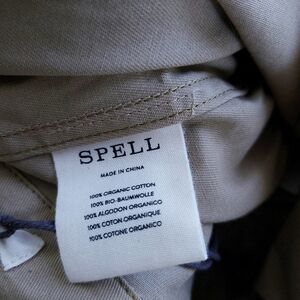 SPELL
MADE IN CHINA
100% ORGANIC COTTON
100% BIO-BAUMWOLLE
100% ALGODON ORGANICO
100% COTON ORGANIQUE
100% COTONE ORGANICO